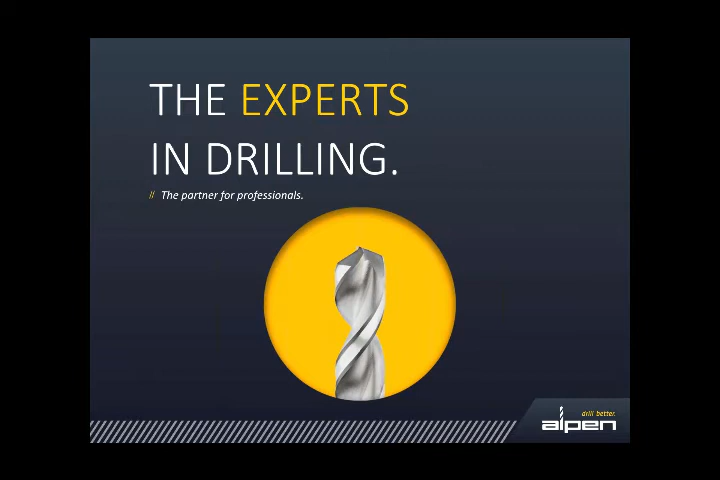 THE EXPERTS
IN DRILLING.
// The partner for professionals.
drill better.
alpen